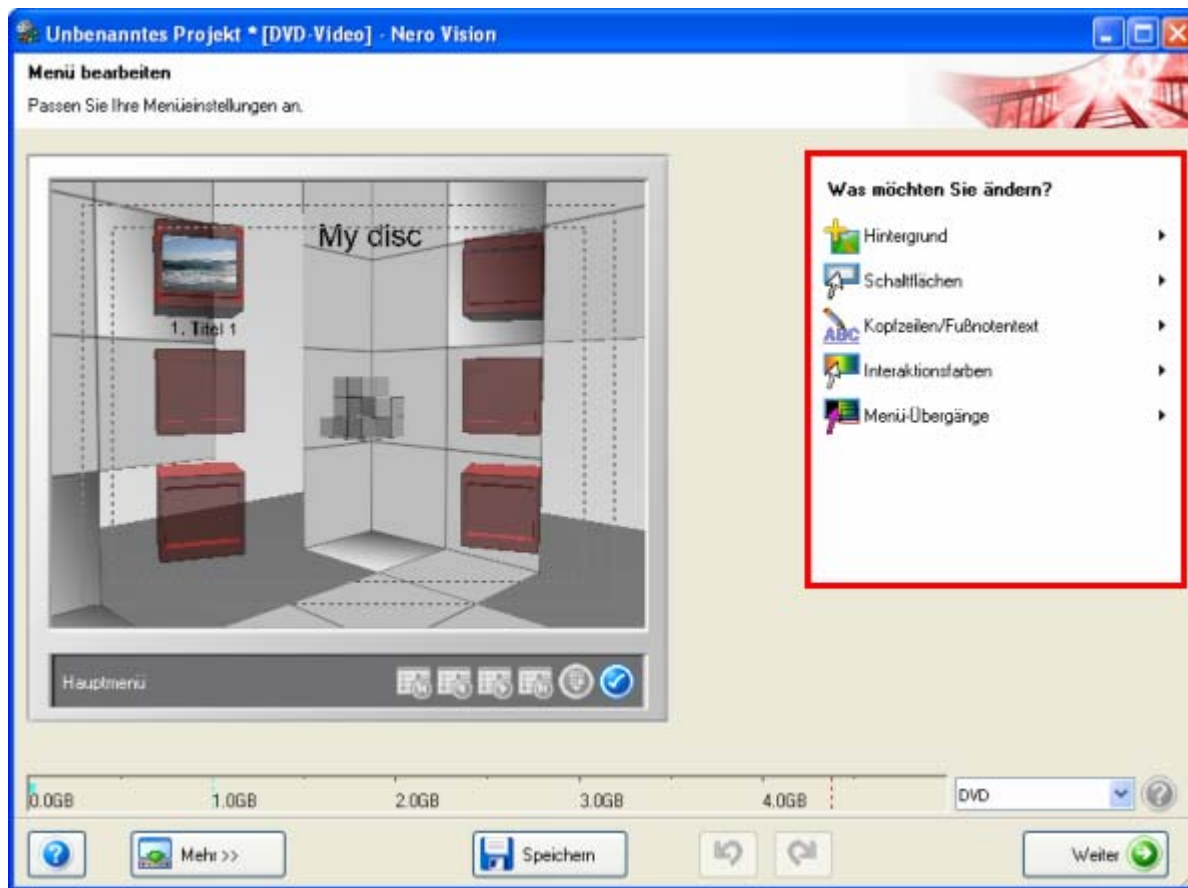 Unbenanntes Projekt * [DVD-Video] - Nero Vision
Menü bearbeiten
Passen Sie Ihre Menüeinstellungen an.
Was möchten Sie ändern?
My disc
Hintergrund
Schaltflächen
1, Titel 1
ABC Kopfzeilen/Fußnotentext
Interaktionsfarben
Menü-Übergänge
Hauptmenü
0.0GB 1.0GB 2.0GB 3.0GB 4.0GB DVD
Mehr >> Speichern Weiter